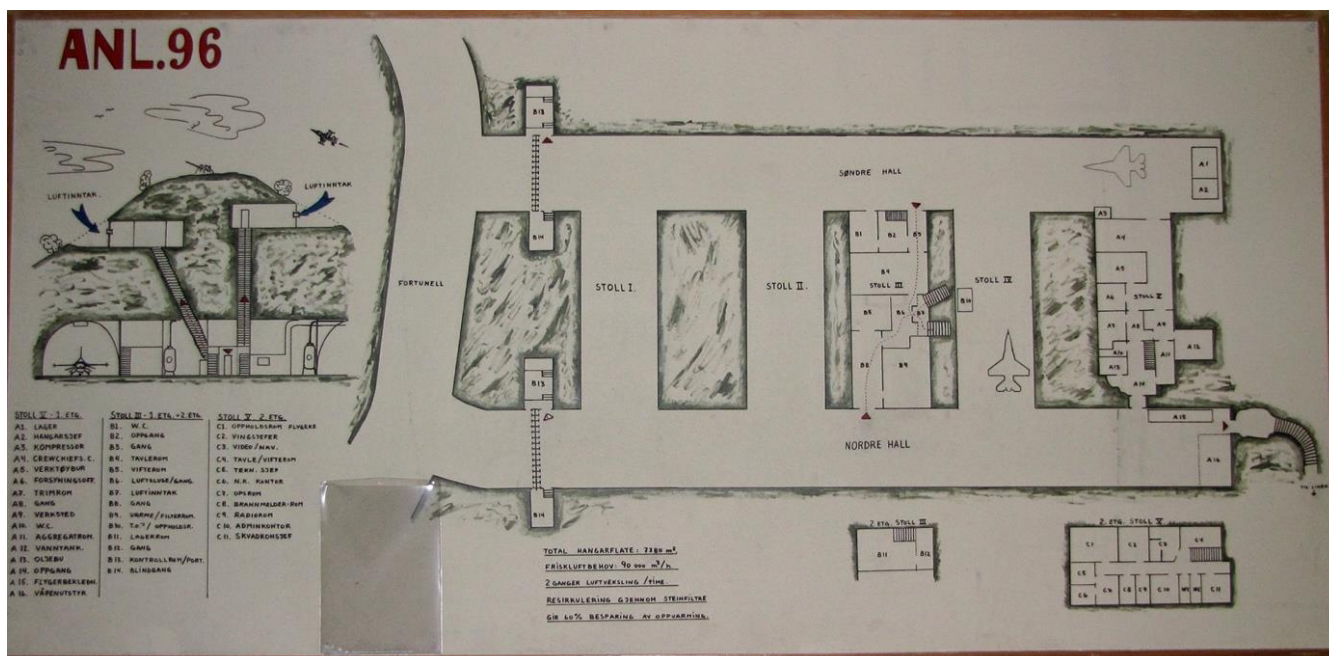 ANL.96
LUFTINNTAK.
LUFTINNTAK
FORTUNELL
STOLL I.
STOLL II.
STOLL III
STOLL IV
STOLL V
SØNDRE HALL
NORDRE HALL
B13
B14
B13
B14
B1
B2
B4
B5
B6
B8
B9
B10
A1
A2
A3
A4
A5
A6
A8
A9
A11
A12
A14
A15
A16
STOLL V - 1. ETG.
A1. LAGER
A2. HANGARSJEF
A3. KOMPRESSOR
A4. CREWCHIEFS.C.
A5. VERKTØYBUR
A6. FORSYNINGSOFF.
A7. TRIMROM
A8. GANG
A9. VERKSTED
A10. W.C.
A11. AGGREGATROM.
A12. VANNTANK.
A13. OLJEBU
A14. OPPGANG
A15. FLYGERBEKLEDN.
A16. VÅPENUTSTYR
STOLL III - 1. ETG. + 2. ETG.
B1. W.C.
B2. OPPGANG
B3. GANG
B4. TAVLEROM
B5. VIFTEROM
B6. LUFTSLUSE/GANG.
B7. LUFTINNTAK
B8. GANG
B9. VARME/FILTERROM.
B11. LAGERROM
B12. GANG
B13. KONTROLLROM/PORT.
B14. BLINDGANG
STOLL V 2. ETG.
C1. OPPHOLDSROM FLYGERE
C2. VINGSJEFER
C3. VIDEO/NAV.
C4. TAVLE/VIFTEROM
C5. TEKN. SJEF
C6. N.K. KONTOR
C7. OPSROM
C8. BRANNMELDER-ROM
C9. RADIOROM
C10. ADMINKONTOR
C11. SKVADRONSJEF
TOTAL HANGARFLATE: 7380 m².
FRISKLUFTBEHOV: 90 000 m³/h
2 GANGER LUFTVEKSLING /TIME.
RESIRKULERING GJENNOM STEINFILTRE
GIR 60% BESPARING AV OPPVARMING.
2. ETG. STOLL III
B11
B12
2. ETG. STOLL V
C1
C2
C3
C4
C5
C6
C8
C9
C10
C11